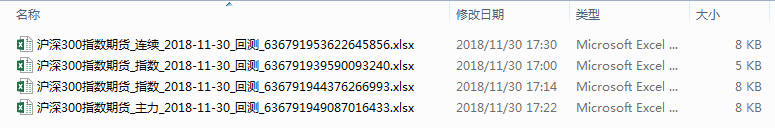 名称 修改日期 类型 大小
沪深300指数期货_连续_2018-11-30_回测_636791953622645856.xlsx 2018/11/30 17:30 Microsoft Excel ... 8 KB
沪深300指数期货_指数_2018-11-30_回测_636791939590093240.xlsx 2018/11/30 17:00 Microsoft Excel ... 5 KB
沪深300指数期货_指数_2018-11-30_回测_636791944376266993.xlsx 2018/11/30 17:14 Microsoft Excel ... 8 KB
沪深300指数期货_主力_2018-11-30_回测_636791949087016433.xlsx 2018/11/30 17:22 Microsoft Excel ... 8 KB